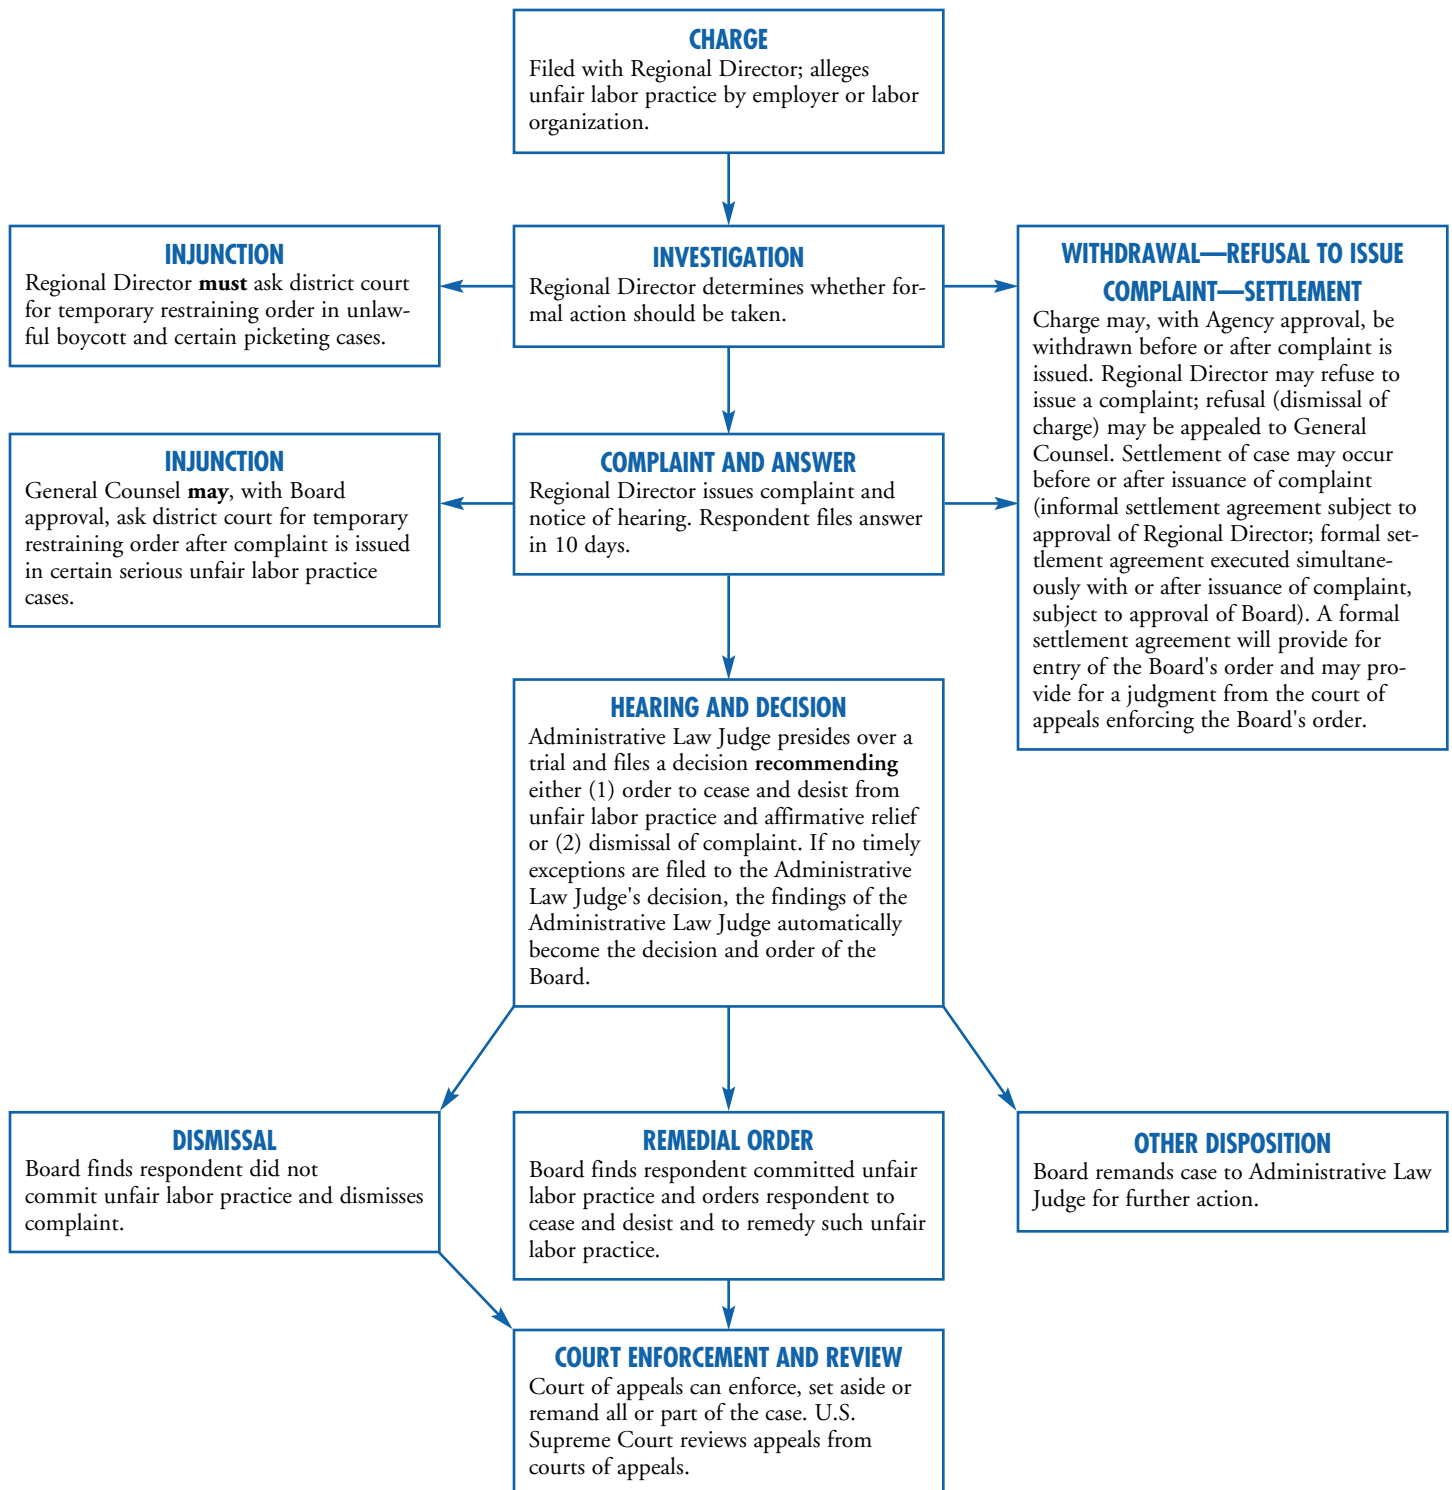 CHARGE
Filed with Regional Director; alleges
unfair labor practice by employer or labor
organization.
INJUNCTION
Regional Director must ask district court
for temporary restraining order in unlaw-
ful boycott and certain picketing cases.
INVESTIGATION
Regional Director determines whether for-
mal action should be taken.
WITHDRAWAL—REFUSAL TO ISSUE
COMPLAINT—SETTLEMENT
Charge may, with Agency approval, be
withdrawn before or after complaint is
issued. Regional Director may refuse to
issue a complaint; refusal (dismissal of
charge) may be appealed to General
Counsel. Settlement of case may occur
before or after issuance of complaint
(informal settlement agreement subject to
approval of Regional Director; formal set-
tlement agreement executed simultane-
ously with or after issuance of complaint,
subject to approval of Board). A formal
settlement agreement will provide for
entry of the Board's order and may pro-
vide for a judgment from the court of
appeals enforcing the Board's order.
INJUNCTION
General Counsel may, with Board
approval, ask district court for temporary
restraining order after complaint is issued
in certain serious unfair labor practice
cases.
COMPLAINT AND ANSWER
Regional Director issues complaint and
notice of hearing. Respondent files answer
in 10 days.
HEARING AND DECISION
Administrative Law Judge presides over a
trial and files a decision recommending
either (1) order to cease and desist from
unfair labor practice and affirmative relief
or (2) dismissal of complaint. If no timely
exceptions are filed to the Administrative
Law Judge's decision, the findings of the
Administrative Law Judge automatically
become the decision and order of the
Board.
DISMISSAL
Board finds respondent did not
commit unfair labor practice and dismisses
complaint.
REMEDIAL ORDER
Board finds respondent committed unfair
labor practice and orders respondent to
cease and desist and to remedy such unfair
labor practice.
OTHER DISPOSITION
Board remands case to Administrative Law
Judge for further action.
COURT ENFORCEMENT AND REVIEW
Court of appeals can enforce, set aside or
remand all or part of the case. U.S.
Supreme Court reviews appeals from
courts of appeals.